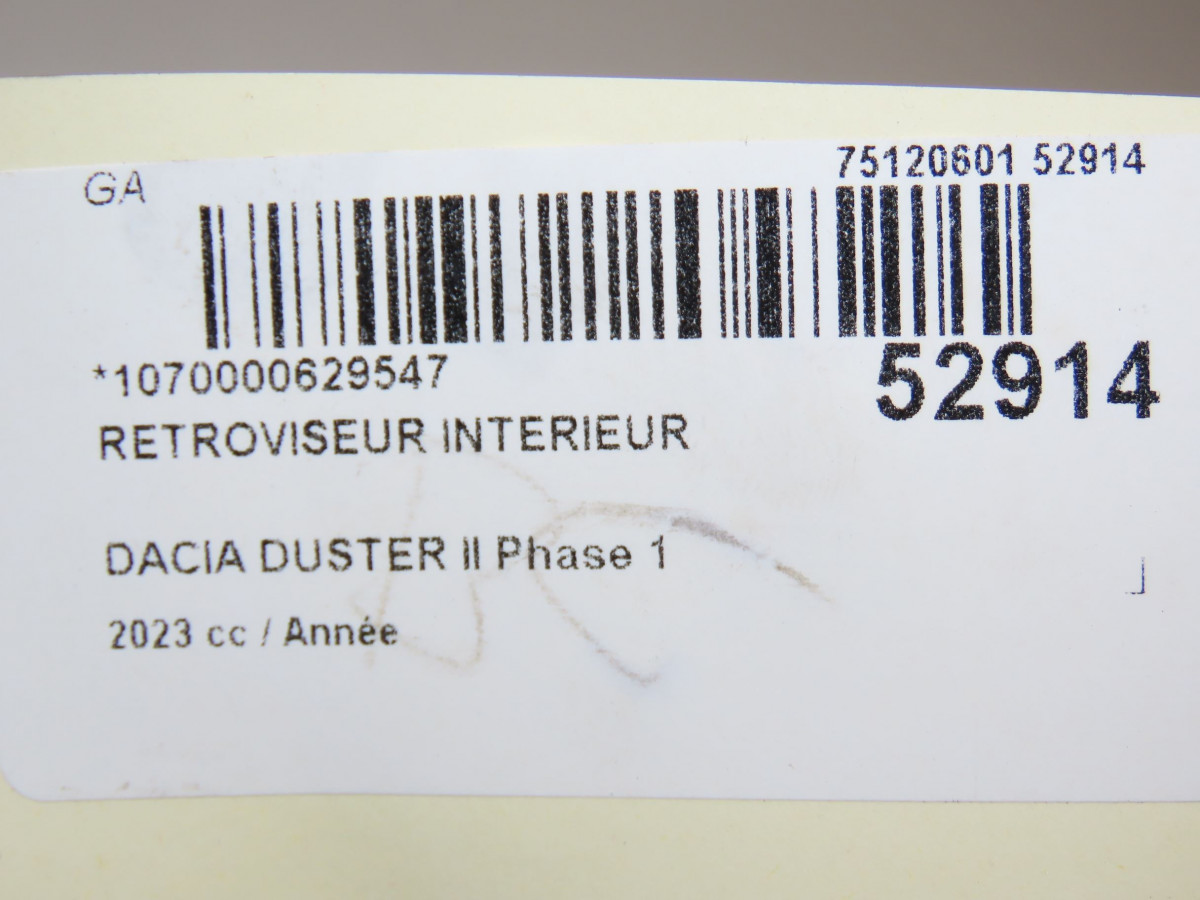 GA
75120601 52914
*1070000629547
52914
RETROVISEUR INTERIEUR
DACIA DUSTER II Phase 1
2023 cc / Année